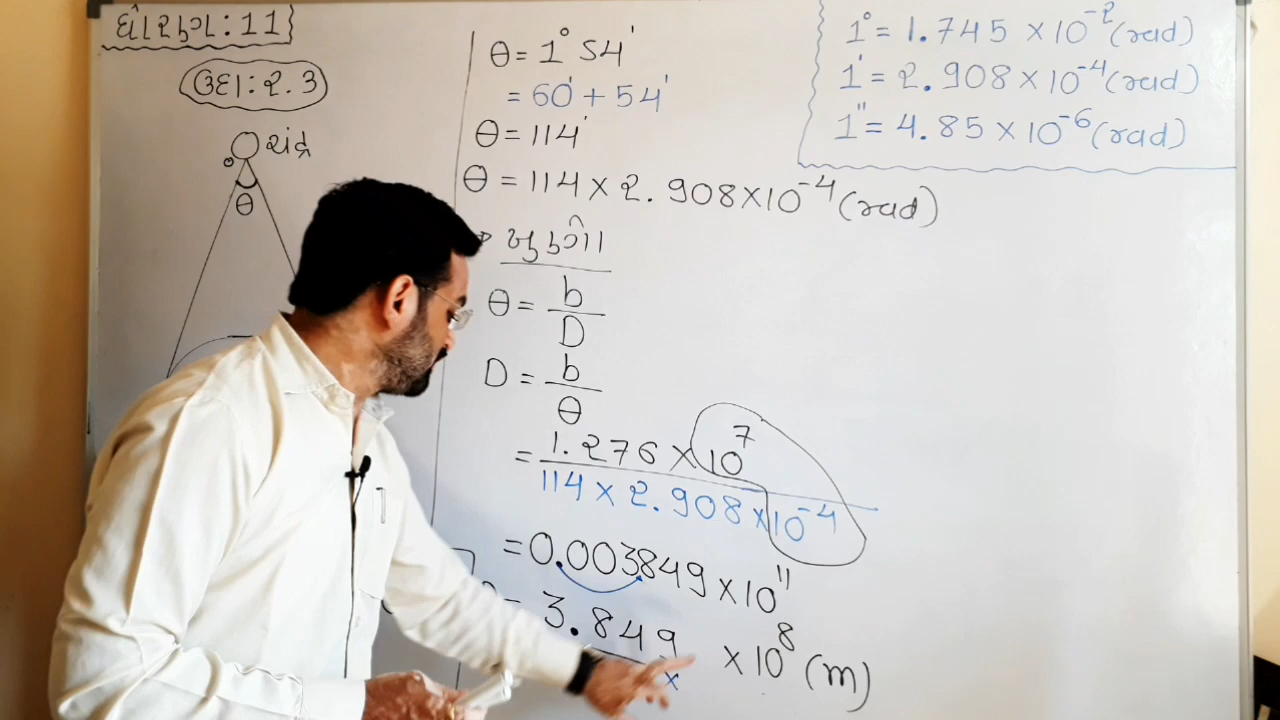 ધોરણ:11
ઉદા:૨.3
ચંદ્ર
θ
θ = 1° 54'
= 60' + 54'
θ = 114'
θ = 114 × 2.908 × 10⁻⁴ (rad)
θ = b/D
D = b/θ
= 1.276 × 10⁷ / 114 × 2.908 × 10⁻⁴
= 0.003849 × 10¹¹
= 3.849 × 10⁸ (m)
1° = 1.745 × 10⁻² (rad)
1' = 2.908 × 10⁻⁴ (rad)
1" = 4.85 × 10⁻⁶ (rad)